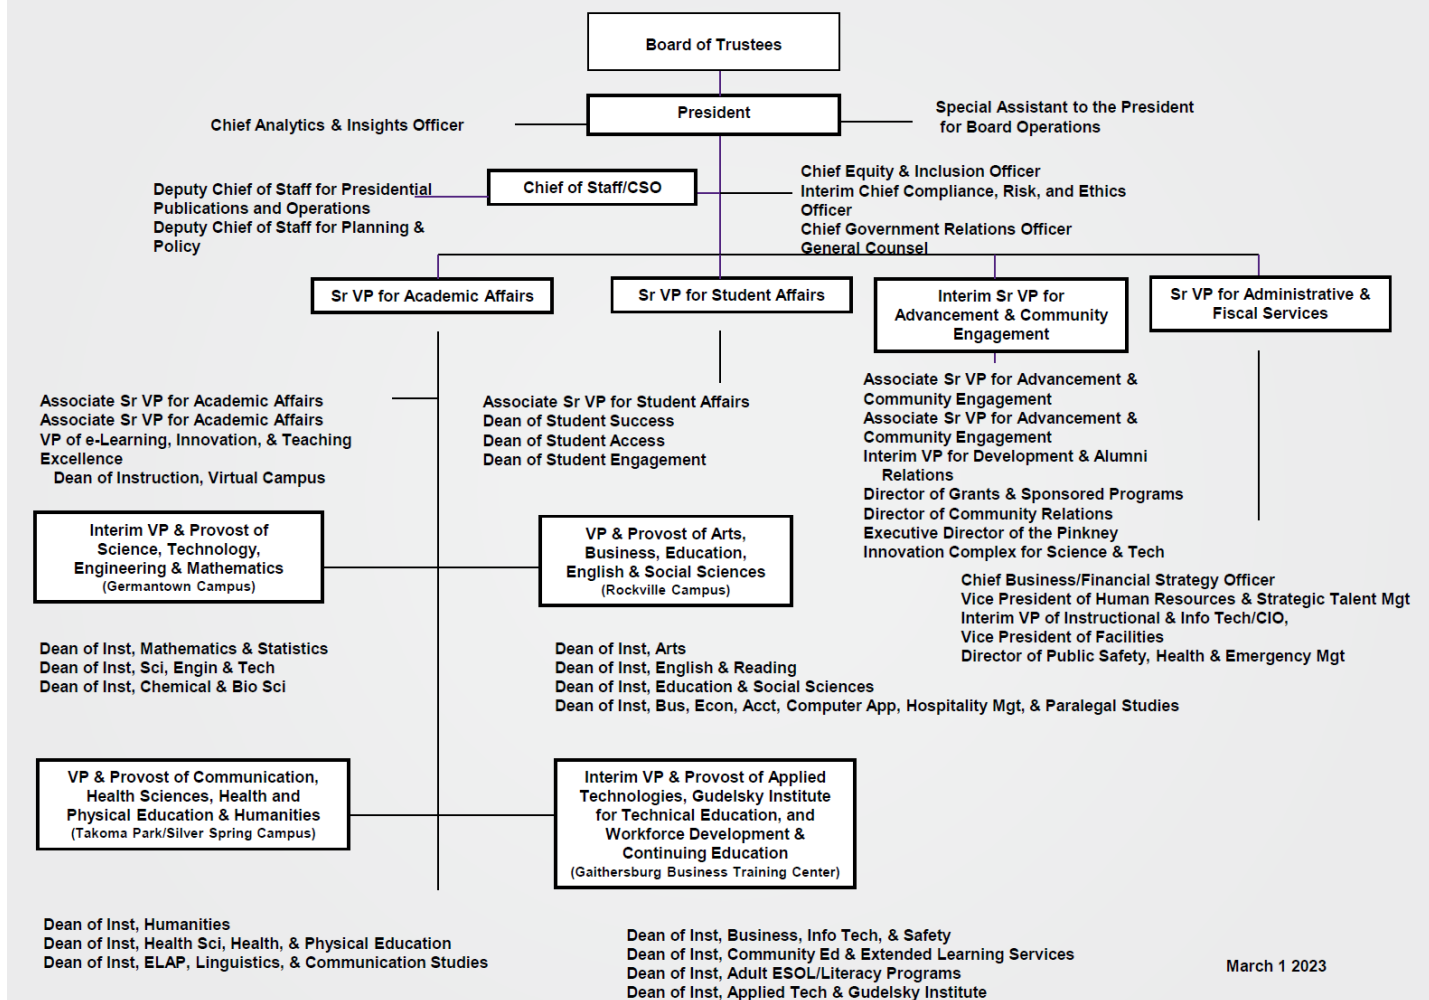 Board of Trustees
President
Chief Analytics & Insights Officer
Special Assistant to the President
for Board Operations
Chief of Staff/CSO
Deputy Chief of Staff for Presidential
Publications and Operations
Deputy Chief of Staff for Planning &
Policy
Chief Equity & Inclusion Officer
Interim Chief Compliance, Risk, and Ethics
Officer
Chief Government Relations Officer
General Counsel
Sr VP for Academic Affairs
Sr VP for Student Affairs
Interim Sr VP for
Advancement & Community
Engagement
Sr VP for Administrative &
Fiscal Services
Associate Sr VP for Academic Affairs
Associate Sr VP for Academic Affairs
VP of e-Learning, Innovation, & Teaching
Excellence
Dean of Instruction, Virtual Campus
Associate Sr VP for Student Affairs
Dean of Student Success
Dean of Student Access
Dean of Student Engagement
Associate Sr VP for Advancement &
Community Engagement
Associate Sr VP for Advancement &
Community Engagement
Interim VP for Development & Alumni
Relations
Director of Grants & Sponsored Programs
Director of Community Relations
Executive Director of the Pinkney
Innovation Complex for Science & Tech
Chief Business/Financial Strategy Officer
Vice President of Human Resources & Strategic Talent Mgt
Interim VP of Instructional & Info Tech/CIO,
Vice President of Facilities
Director of Public Safety, Health & Emergency Mgt
Interim VP & Provost of
Science, Technology,
Engineering & Mathematics
(Germantown Campus)
VP & Provost of Arts,
Business, Education,
English & Social Sciences
(Rockville Campus)
Dean of Inst, Mathematics & Statistics
Dean of Inst, Sci, Engin & Tech
Dean of Inst, Chemical & Bio Sci
Dean of Inst, Arts
Dean of Inst, English & Reading
Dean of Inst, Education & Social Sciences
Dean of Inst, Bus, Econ, Acct, Computer App, Hospitality Mgt, & Paralegal Studies
VP & Provost of Communication,
Health Sciences, Health and
Physical Education & Humanities
(Takoma Park/Silver Spring Campus)
Interim VP & Provost of Applied
Technologies, Gudelsky Institute
for Technical Education, and
Workforce Development &
Continuing Education
(Gaithersburg Business Training Center)
Dean of Inst, Humanities
Dean of Inst, Health Sci, Health, & Physical Education
Dean of Inst, ELAP, Linguistics, & Communication Studies
Dean of Inst, Business, Info Tech, & Safety
Dean of Inst, Community Ed & Extended Learning Services
Dean of Inst, Adult ESOL/Literacy Programs
Dean of Inst, Applied Tech & Gudelsky Institute
March 1 2023